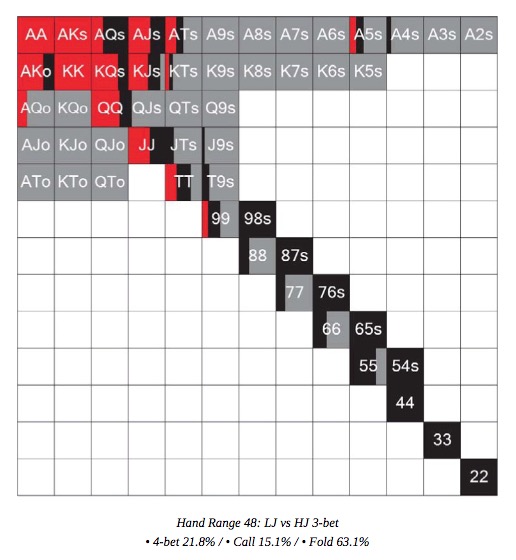 AA AKs AQs AJs ATs A9s A8s A7s A6s A5s A4s A3s A2s
AKo KK KQs KJs KTs K9s K8s K7s K6s K5s
AQo KQo QQ QJs QTs Q9s
AJo KJo QJo JJ JTs J9s
ATo KTo QTo TT T9s
99 98s
88 87s
77 76s
66 65s
55 54s
44
33
22
Hand Range 48: LJ vs HJ 3-bet
• 4-bet 21.8% / • Call 15.1% / • Fold 63.1%